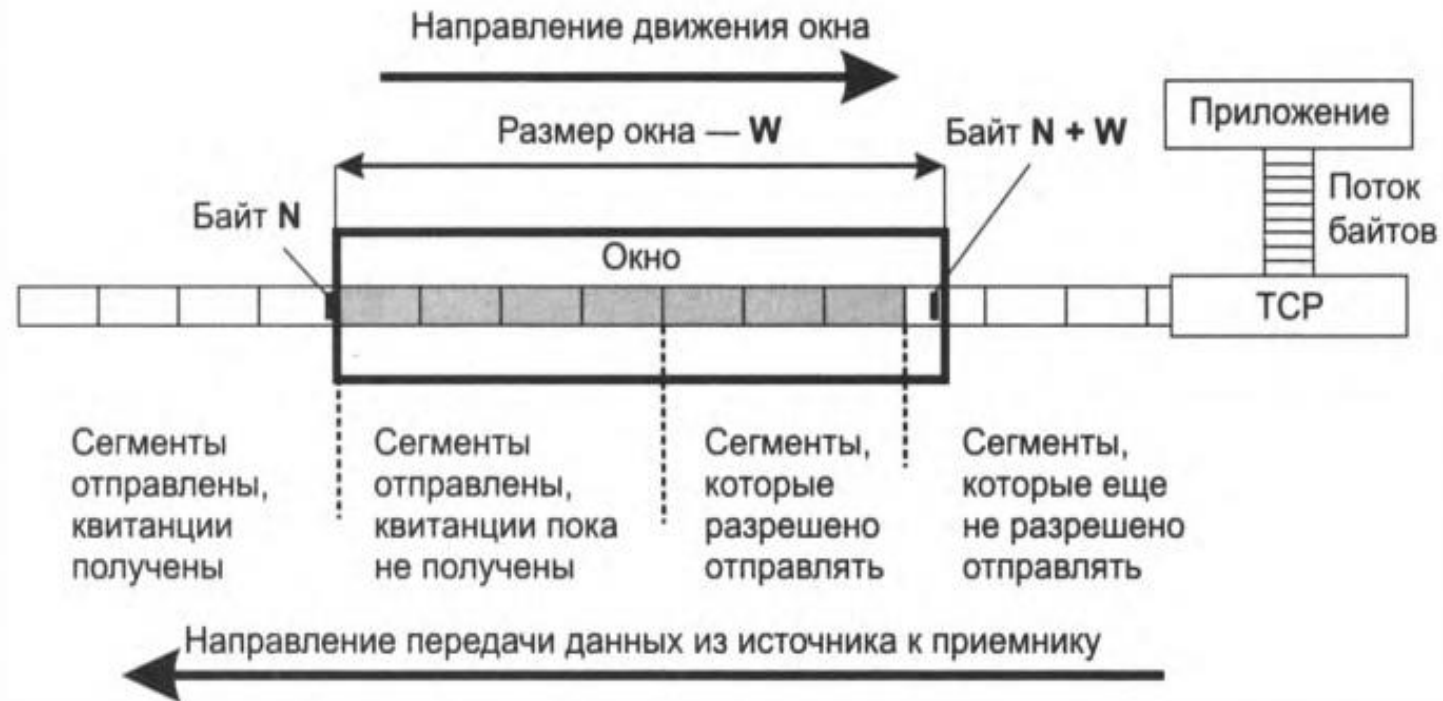 Направление движения окна
Размер окна — W
Байт N + W
Приложение
Байт N
Поток
байтов
Окно
TCP
Сегменты
отправлены,
квитанции
получены
Сегменты
отправлены,
квитанции пока
не получены
Сегменты,
которые
разрешено
отправлять
Сегменты,
которые еще
не разрешено
отправлять
Направление передачи данных из источника к приемнику